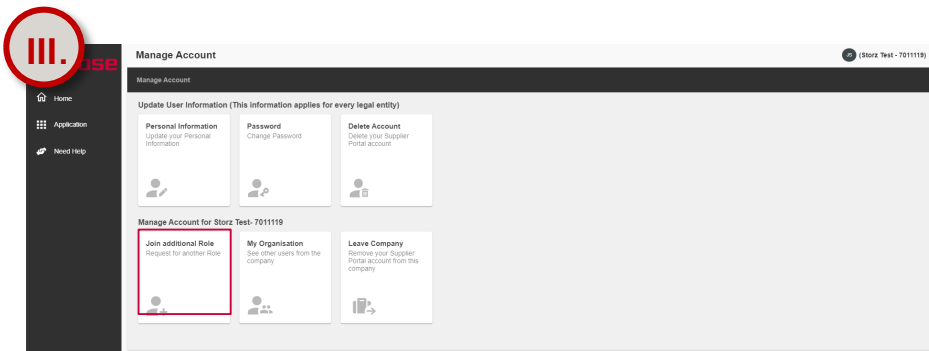 III.
ose
Manage Account
JS (Storz Test - 7011119)
Manage Account
Home
Application
Need Help
Update User Information (This information applies for every legal entity)
Personal Information
Update your Personal
Information
Password
Change Password
Delete Account
Delete your Supplier
Portal account
Manage Account for Storz Test- 7011119
Join additional Role
Request for another Role
My Organisation
See other users from the
company
Leave Company
Remove your Supplier
Portal account from this
company